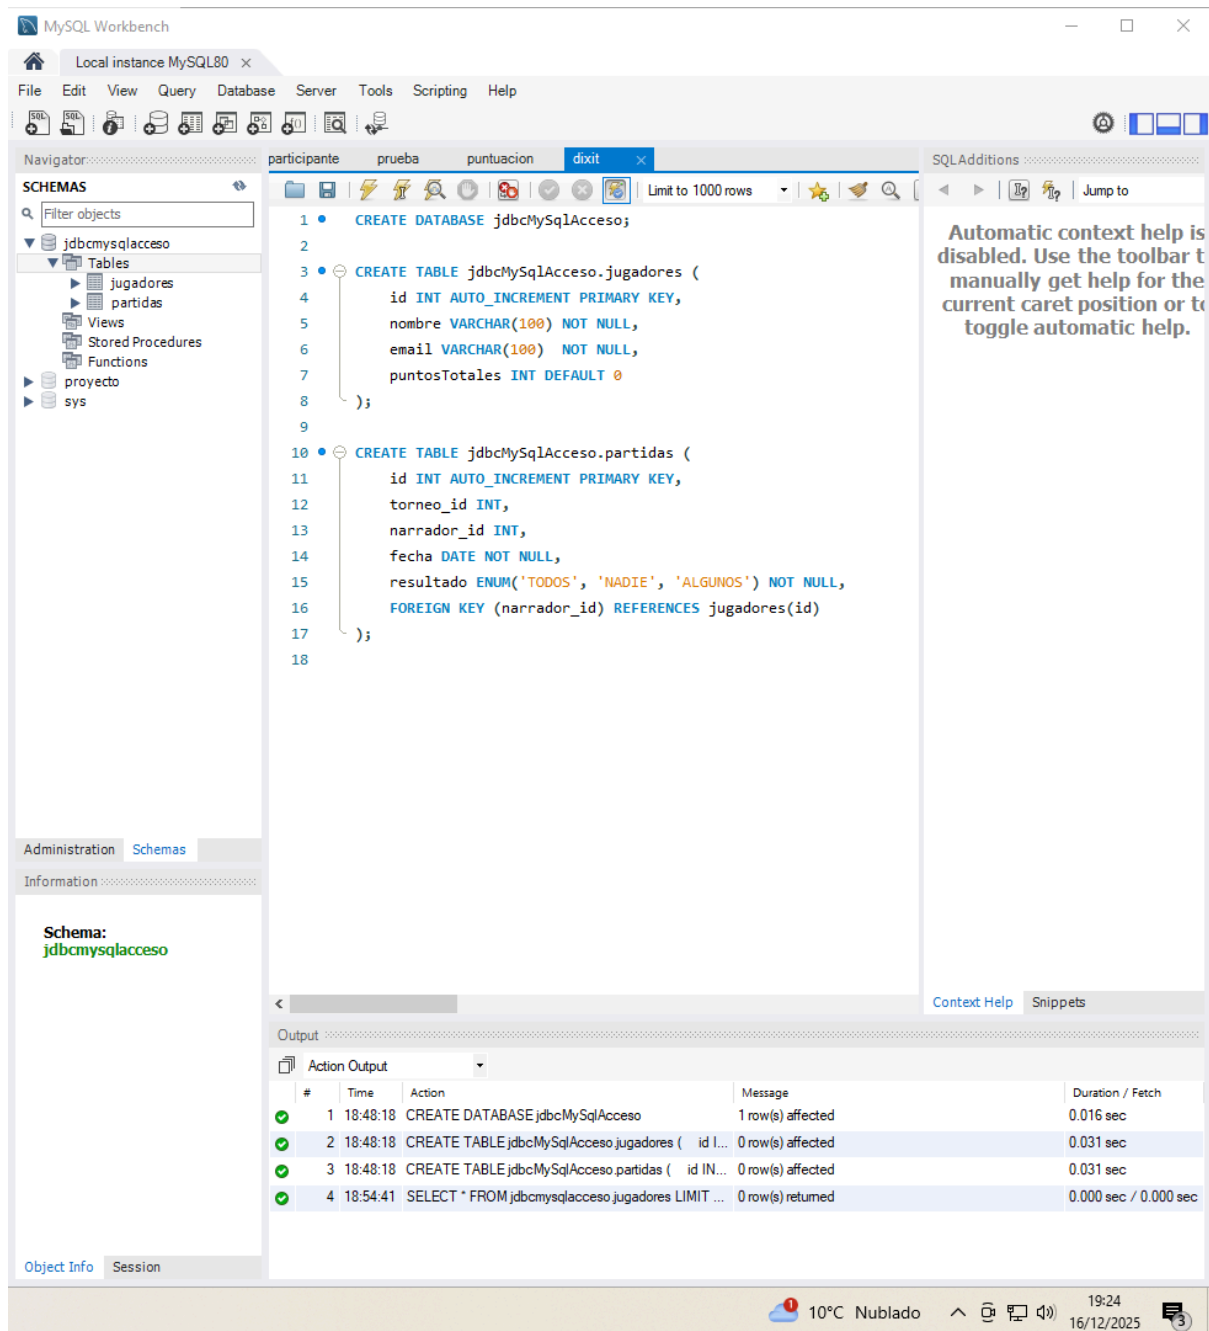 MySQL Workbench
Local instance MySQL80
File Edit View Query Database Server Tools Scripting Help
Navigator
SCHEMAS
Filter objects
jdbcmysqlacceso
Tables
jugadores
partidas
Views
Stored Procedures
Functions
proyecto
sys
Administration Schemas
Information
Schema:
jdbcmysqlacceso
Object Info Session
participante prueba puntuacion dixit
Limit to 1000 rows
1 CREATE DATABASE jdbcMySqlAcceso;
2
3 CREATE TABLE jdbcMySqlAcceso.jugadores (
4 id INT AUTO_INCREMENT PRIMARY KEY,
5 nombre VARCHAR(100) NOT NULL,
6 email VARCHAR(100) NOT NULL,
7 puntosTotales INT DEFAULT 0
8 );
9
10 CREATE TABLE jdbcMySqlAcceso.partidas (
11 id INT AUTO_INCREMENT PRIMARY KEY,
12 torneo_id INT,
13 narrador_id INT,
14 fecha DATE NOT NULL,
15 resultado ENUM('TODOS', 'NADIE', 'ALGUNOS') NOT NULL,
16 FOREIGN KEY (narrador_id) REFERENCES jugadores(id)
17 );
18
SQLAdditions
Jump to
Automatic context help is
disabled. Use the toolbar t
manually get help for the
current caret position or to
toggle automatic help.
Context Help Snippets
Output
Action Output
# Time Action Message Duration / Fetch
1 18:48:18 CREATE DATABASE jdbcMySqlAcceso 1 row(s) affected 0.016 sec
2 18:48:18 CREATE TABLE jdbcMySqlAcceso.jugadores ( id I... 0 row(s) affected 0.031 sec
3 18:48:18 CREATE TABLE jdbcMySqlAcceso.partidas ( id IN... 0 row(s) affected 0.031 sec
4 18:54:41 SELECT * FROM jdbcmysqlacceso.jugadores LIMIT ... 0 row(s) returned 0.000 sec / 0.000 sec
1
10°C Nublado
19:24
16/12/2025
3